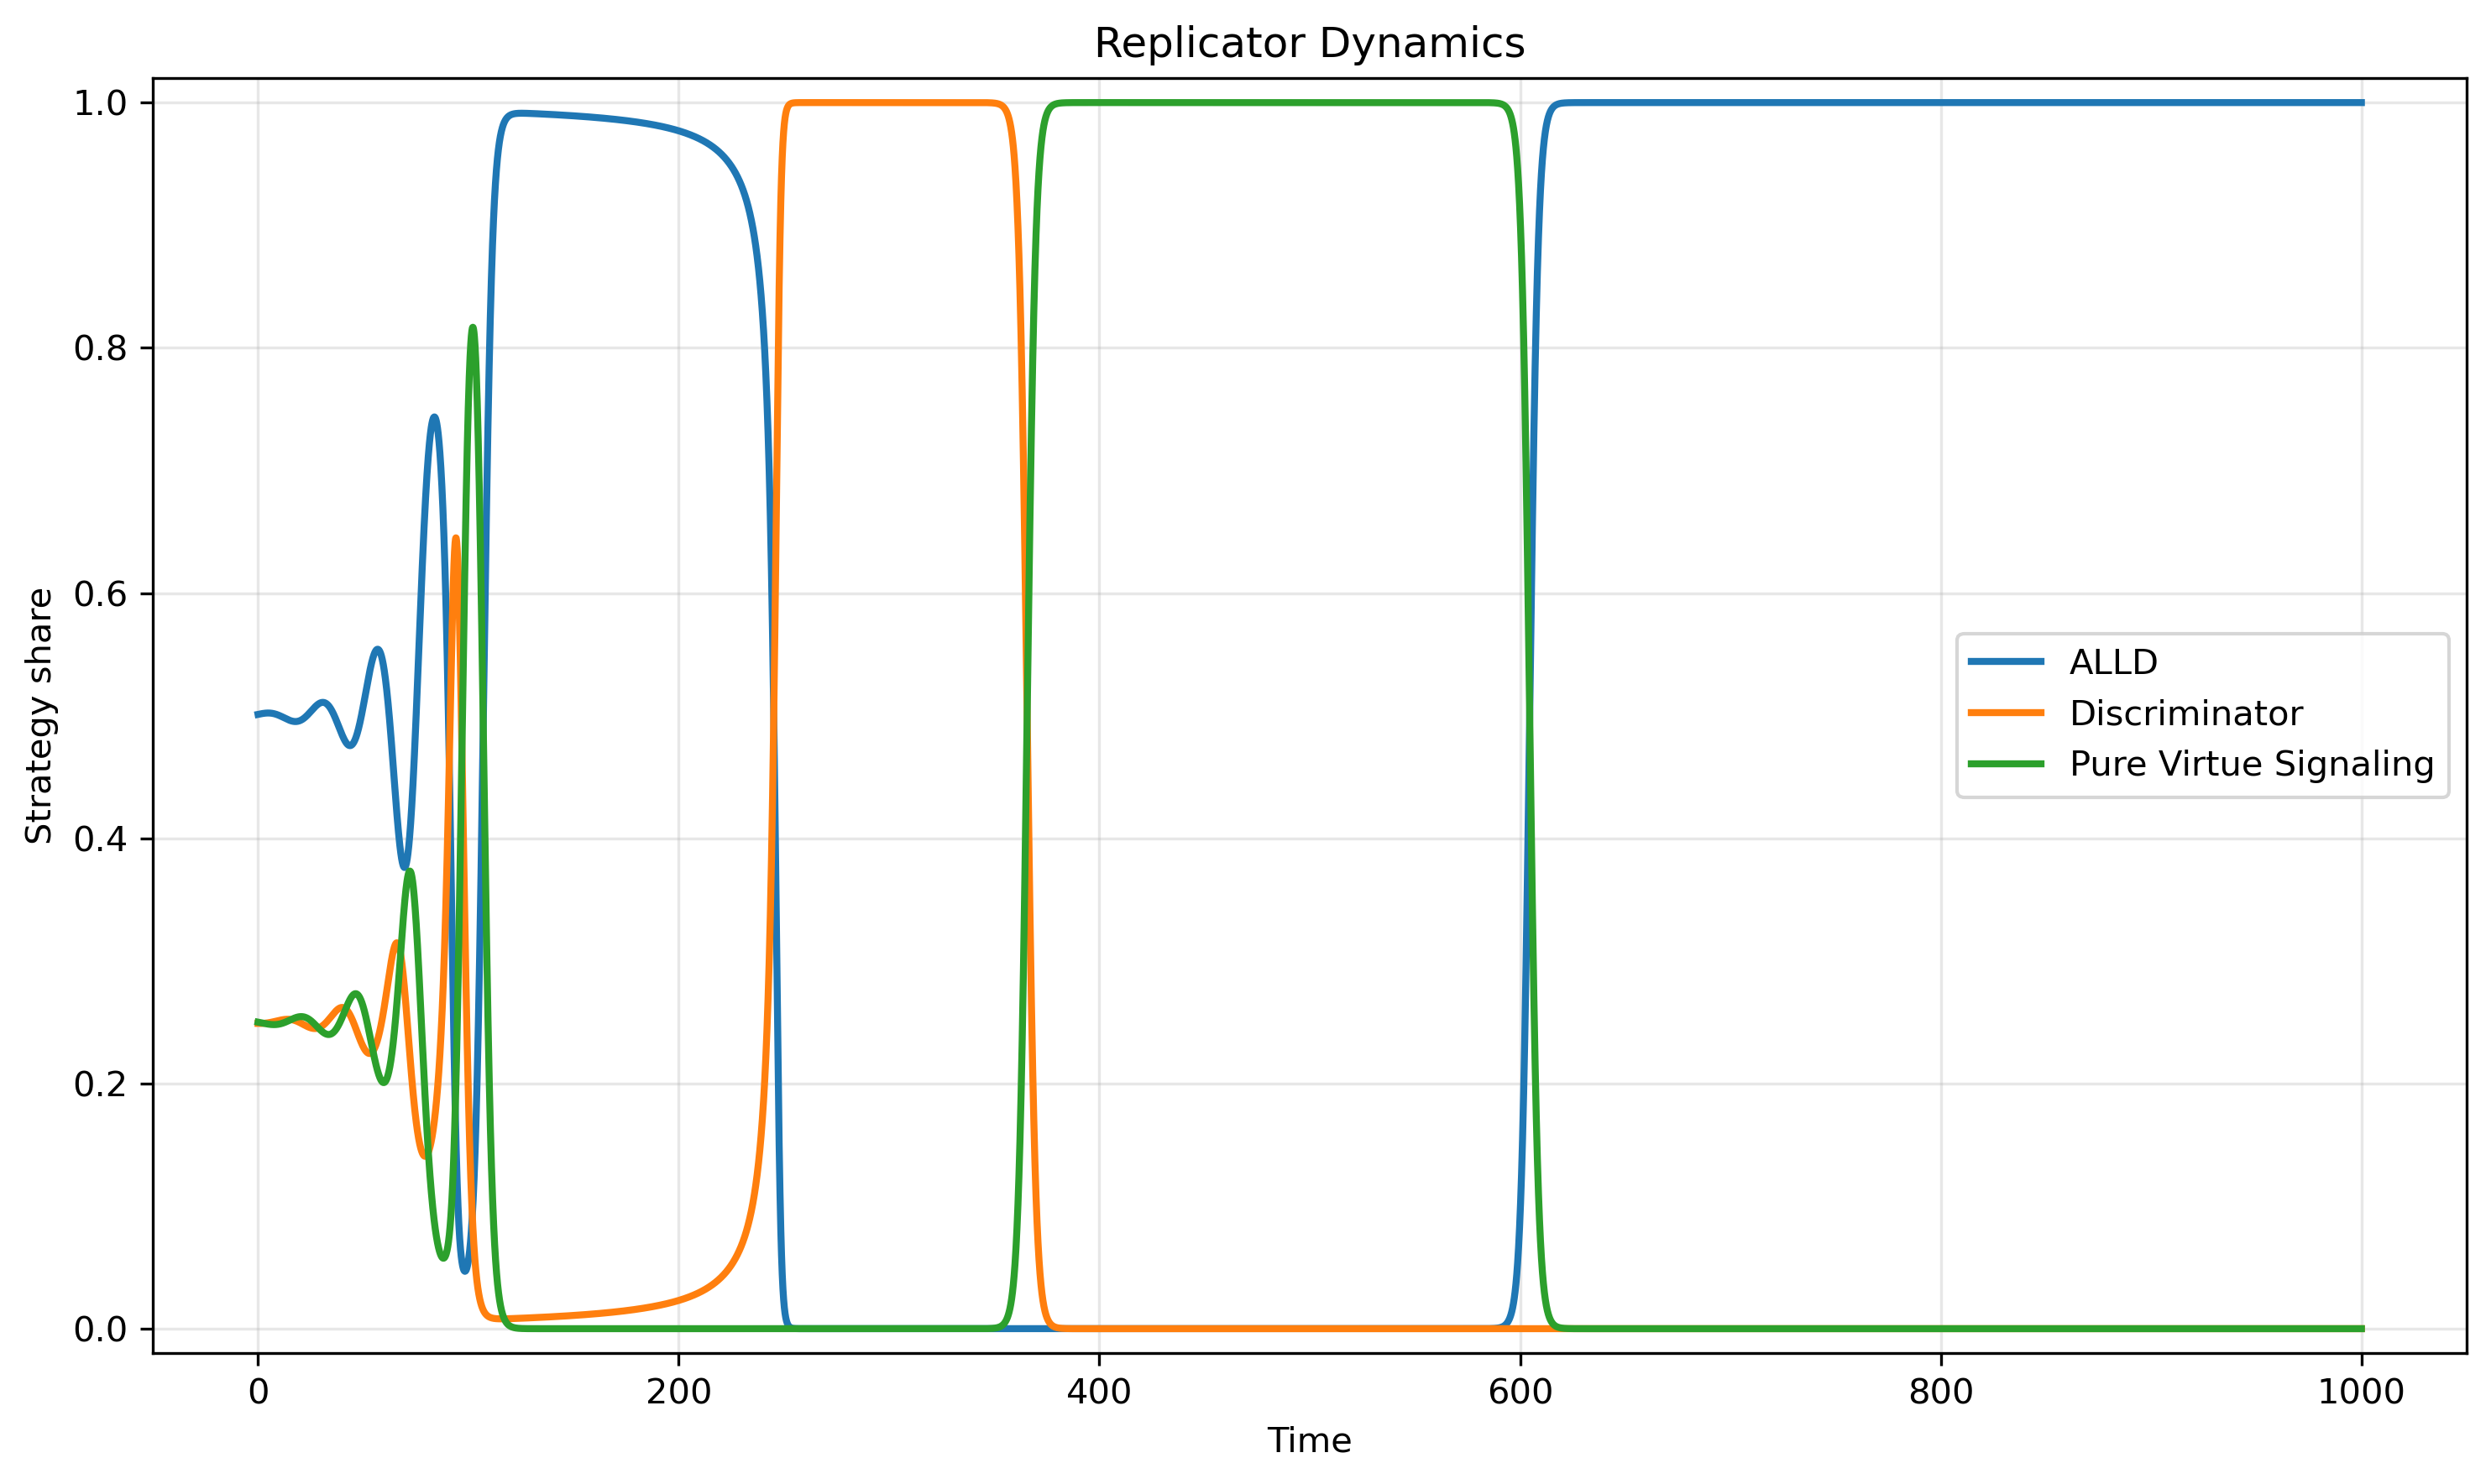 Replicator Dynamics
1.0
0.8
0.6
0.4
0.2
0.0
Strategy share
ALLD
Discriminator
Pure Virtue Signaling
0 200 400 600 800 1000
Time